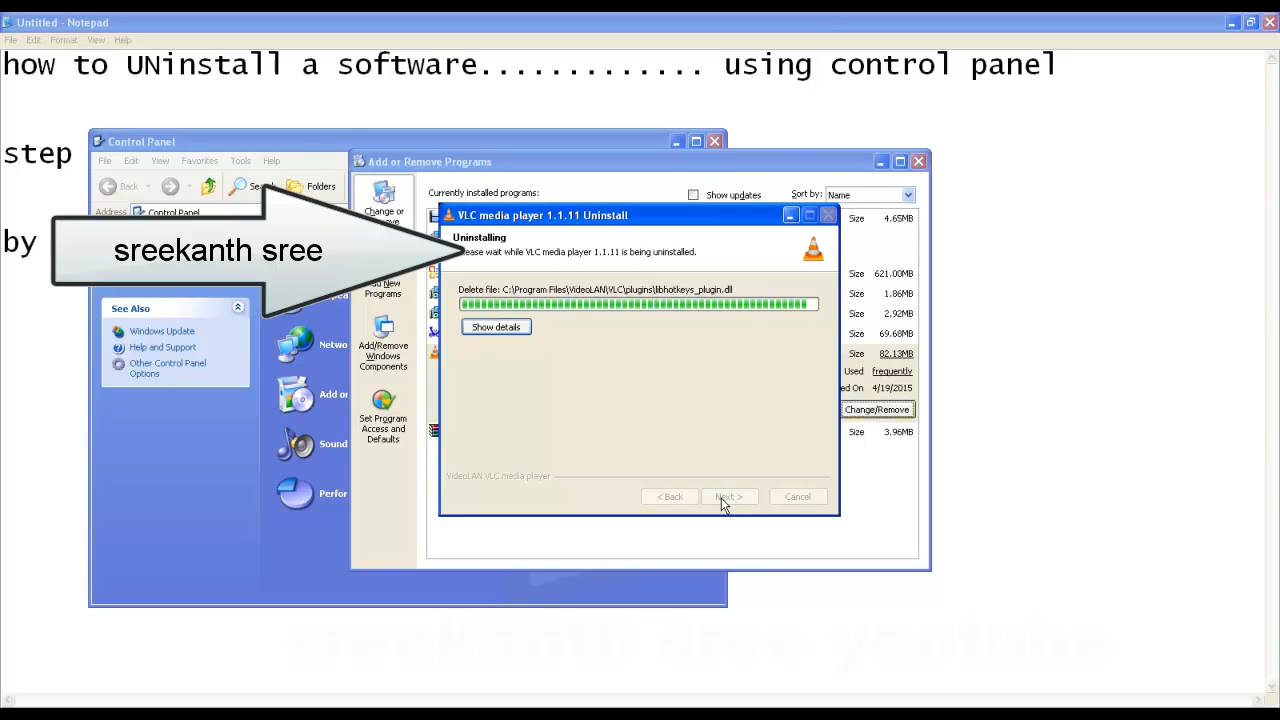 Untitled - Notepad
File Edit Format View Help
how to UNinstall a software............. using control panel
step
by
Control Panel
File Edit View Favorites Tools Help
Back
Folders
Address
Control Panel
See Also
Windows Update
Help and Support
Other Control Panel
Options
Sound
Add or Remove Programs
Change or
Add New
Programs
Add/Remove
Windows
Components
Set Program
Access and
Defaults
Currently installed programs:
Show updates
Sort by:
Name
Size 4.65MB
621.00MB
Size 1.86MB
Size 2.92MB
Size 69.68MB
Size 82.13MB
Used frequently
4/19/2015
Change/Remove
Size 3.96MB
VLC media player 1.1.11 Uninstall
Uninstalling
wait while VLC media player 1.1.11 is being uninstalled.
Delete file: C:\Program Files\VideoLAN\VLC\plugins\libhotkeys_plugin.dll
Show details
VideoLAN VLC media player
< Back
Next >
Cancel
sreekanth sree
sreekanth sree youtube